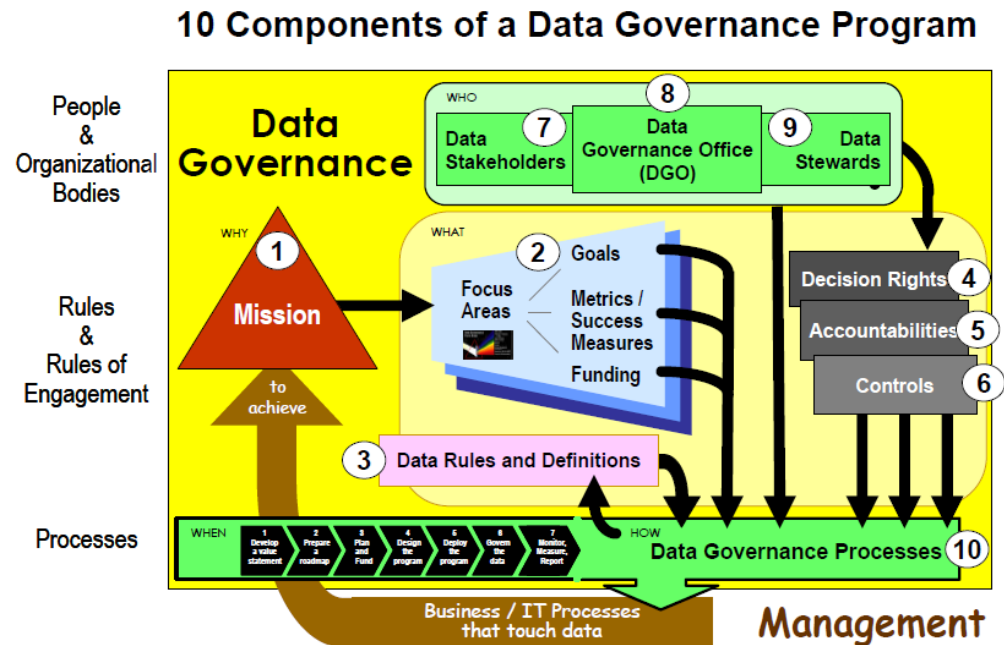 10 Components of a Data Governance Program
People
&
Organizational
Bodies
Rules
&
Rules of
Engagement
Processes
Data
Governance
WHO
7
Data
Stakeholders
8
Data
Governance Office
(DGO)
9
Data
Stewards
WHY
1
Mission
WHAT
2
Focus
Areas
Goals
Metrics /
Success
Measures
Funding
Decision Rights
4
Accountabilities
5
Controls
6
to
achieve
3
Data Rules and Definitions
WHEN
1
Develop
a value
statement
2
Prepare
a
roadmap
3
Plan
and
Fund
4
Design
the
program
5
Deploy
the
program
6
Govern
the
data
7
Monitor,
Measure,
Report
HOW
Data Governance Processes
10
Business / IT Processes
that touch data
Management